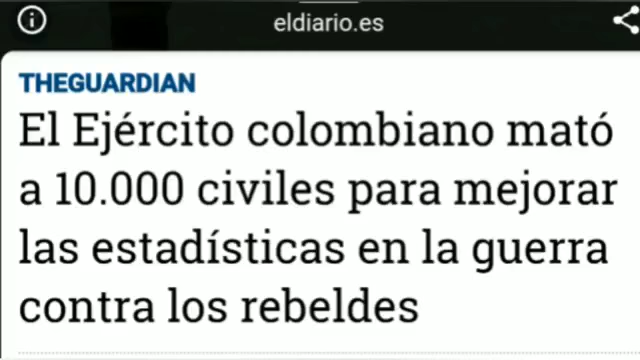 eldiario.es
THEGUARDIAN
El Ejército colombiano mató
a 10.000 civiles para mejorar
las estadísticas en la guerra
contra los rebeldes